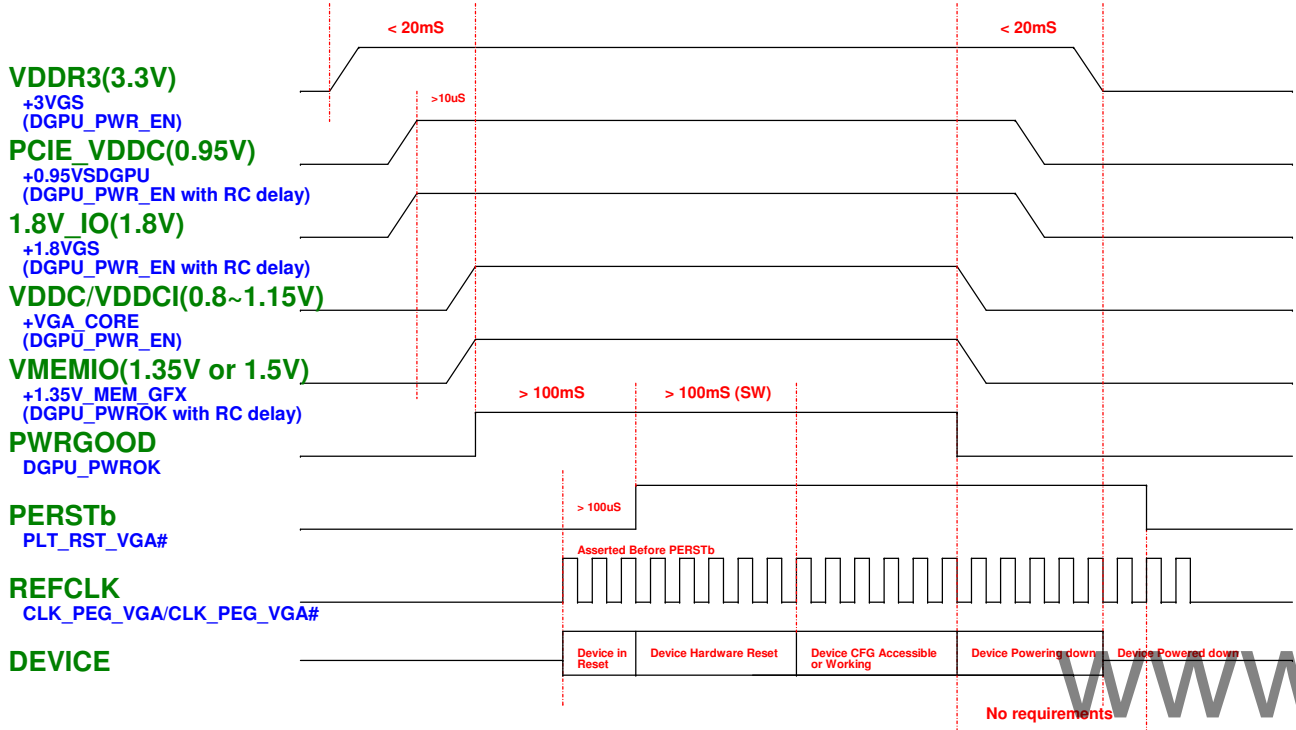 < 20mS
< 20mS
VDDR3(3.3V)
+3VGS
(DGPU_PWR_EN)
>10uS
PCIE_VDDC(0.95V)
+0.95VSDGPU
(DGPU_PWR_EN with RC delay)
1.8V_IO(1.8V)
+1.8VGS
(DGPU_PWR_EN with RC delay)
VDDC/VDDCI(0.8~1.15V)
+VGA_CORE
(DGPU_PWR_EN)
VMEMIO(1.35V or 1.5V)
+1.35V_MEM_GFX
(DGPU_PWROK with RC delay)
> 100mS
> 100mS (SW)
PWRGOOD
DGPU_PWROK
> 100uS
PERSTb
PLT_RST_VGA#
Asserted Before PERSTb
REFCLK
CLK_PEG_VGA/CLK_PEG_VGA#
DEVICE
Device in
Reset
Device Hardware Reset
Device CFG Accessible
or Working
Device Powering down
Device Powered down
No requirements
www